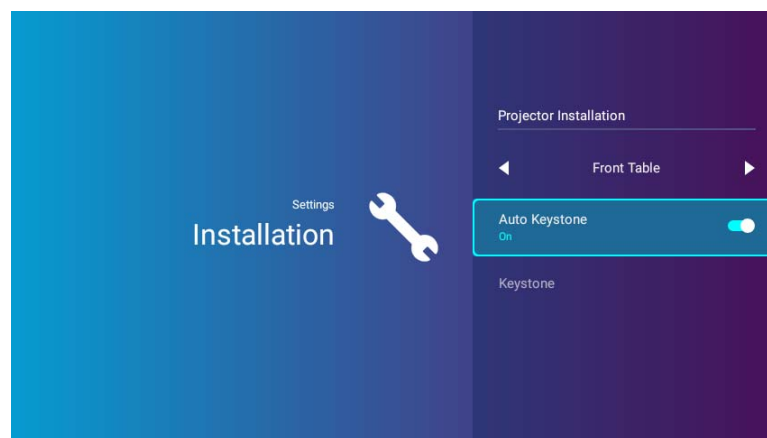 Settings
Installation
Projector Installation
Front Table
Auto Keystone
On
Keystone